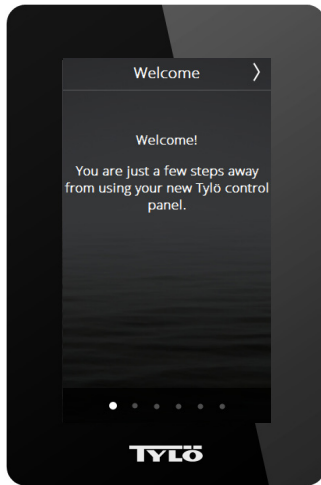 Welcome
Welcome!
You are just a few steps away
from using your new Tylö control
panel.
TYLÖ